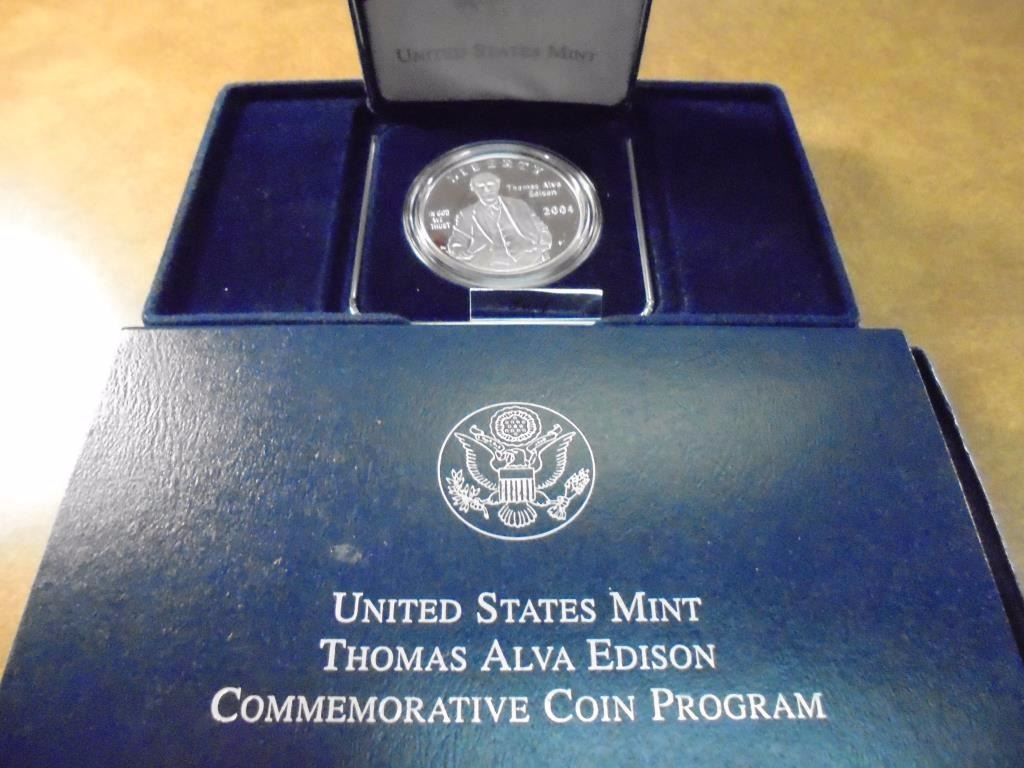 UNITED STATES MINT
LIBERTY
Thomas Alva
Edison
IN GOD
WE
TRUST
2004
UNITED STATES MINT
THOMAS ALVA EDISON
COMMEMORATIVE COIN PROGRAM